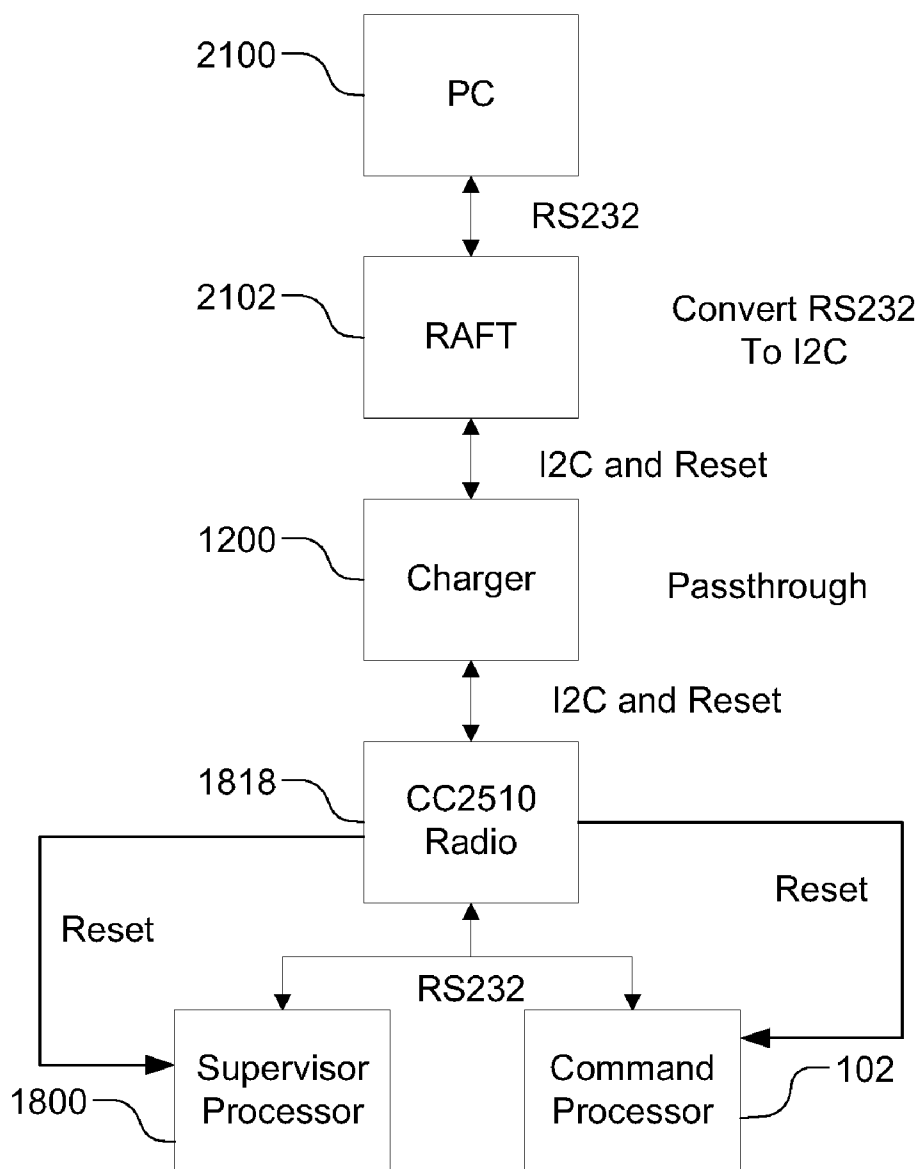 2100
PC
RS232
2102
RAFT
Convert RS232
To I2C
I2C and Reset
1200
Charger
Passthrough
I2C and Reset
1818
CC2510
Radio
Reset
Reset
RS232
Supervisor
Processor
1800
Command
Processor
102